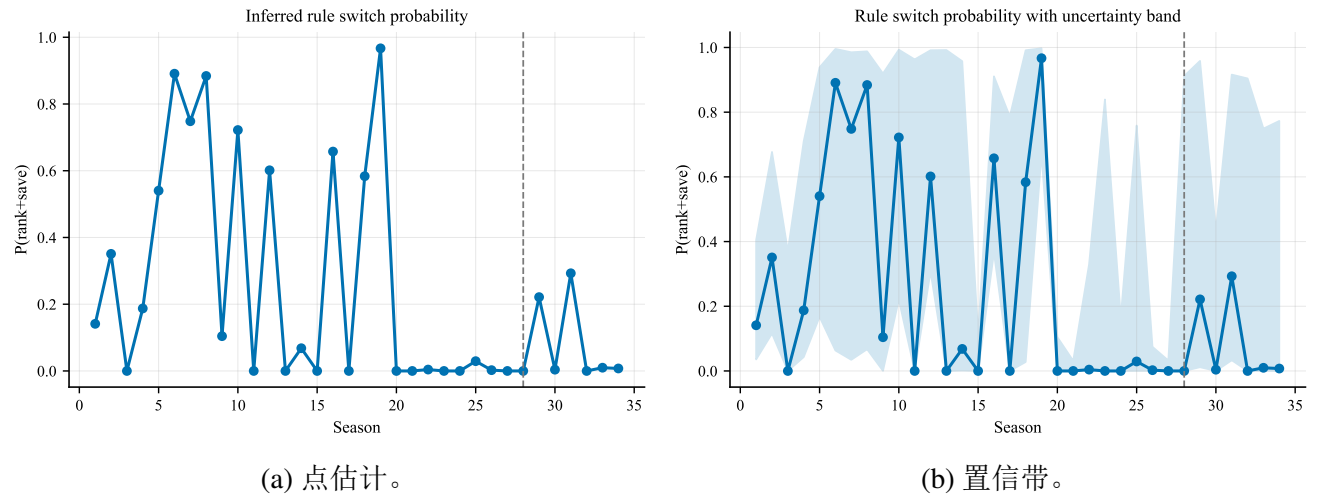 Inferred rule switch probability
1.0
0.8
0.6
0.4
0.2
0.0
P(rank+save)
0 5 10 15 20 25 30 35
Season
(a) 点估计。
Rule switch probability with uncertainty band
1.0
0.8
0.6
0.4
0.2
0.0
P(rank+save)
0 5 10 15 20 25 30 35
Season
(b) 置信带。